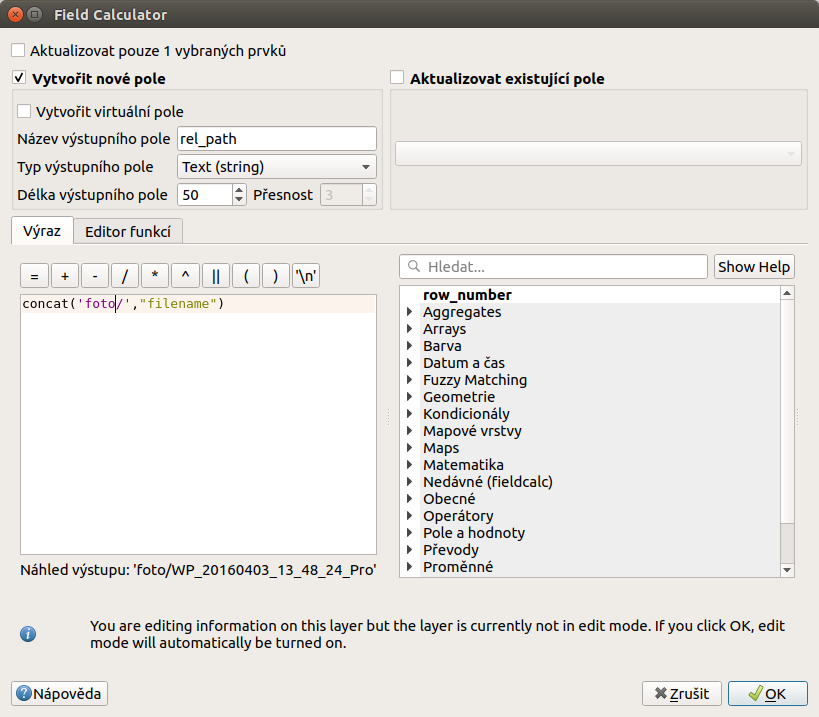 Field Calculator
Aktualizovat pouze 1 vybraných prvků
Vytvořit nové pole
Aktualizovat existující pole
Vytvořit virtuální pole
Název výstupního pole rel_path
Typ výstupního pole Text (string)
Délka výstupního pole 50 Přesnost 3
Výraz Editor funkcí
= + - / * ^ || ( ) '\n'
Hledat... Show Help
concat('foto/',"filename")
row_number
Aggregates
Arrays
Barva
Datum a čas
Fuzzy Matching
Geometrie
Kondicionály
Mapové vrstvy
Maps
Matematika
Nedávné (fieldcalc)
Obecné
Operátory
Pole a hodnoty
Převody
Proměnné
Náhled výstupu: 'foto/WP_20160403_13_48_24_Pro'
You are editing information on this layer but the layer is currently not in edit mode. If you click OK, edit
mode will automatically be turned on.
Nápověda Zrušit OK